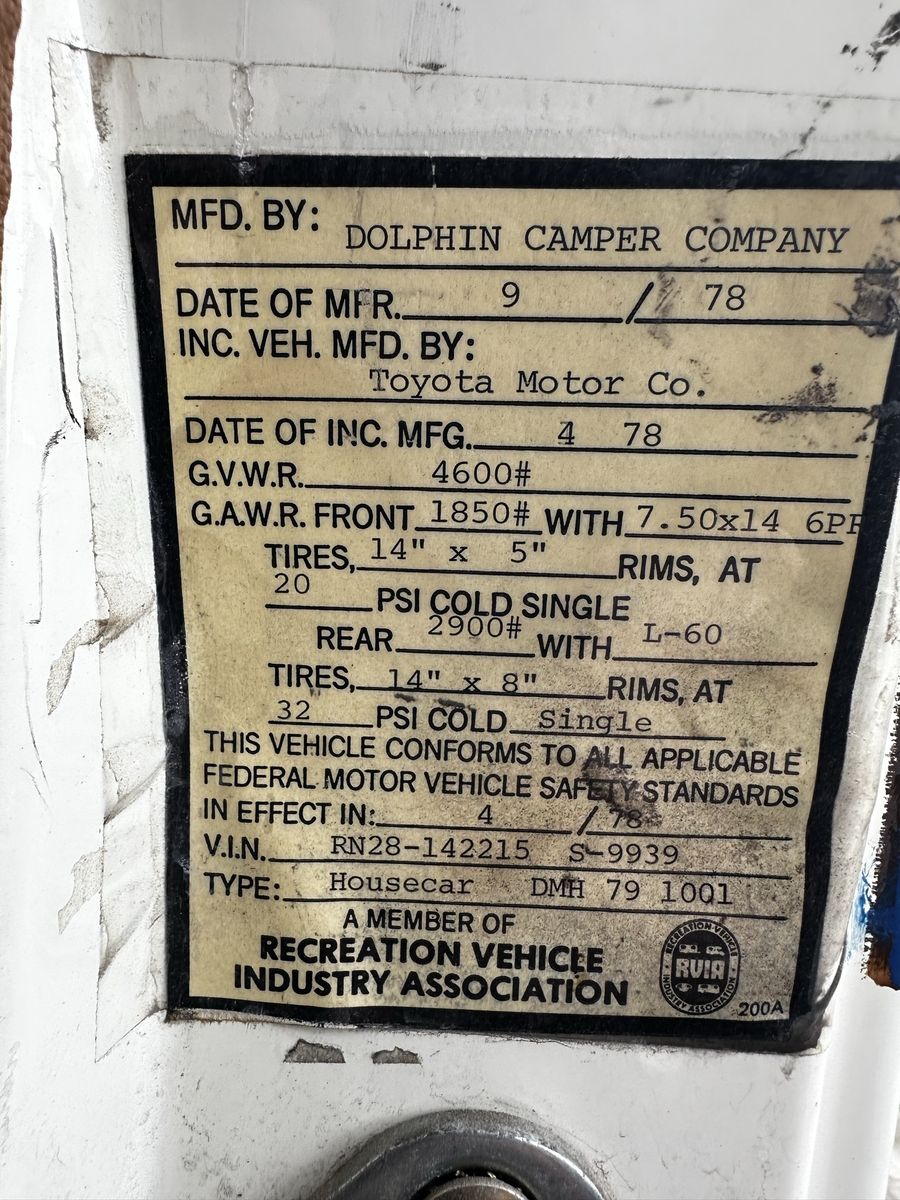 MFD. BY: DOLPHIN CAMPER COMPANY
DATE OF MFR. 9 / 78
INC. VEH. MFD. BY:
Toyota Motor Co.
DATE OF INC. MFG. 4 78
G.V.W.R. 4600#
G.A.W.R. FRONT 1850# WITH 7.50x14 6PR
TIRES, 14" x 5" RIMS, AT
20 PSI COLD SINGLE
REAR 2900# WITH L-60
TIRES, 14" x 8" RIMS, AT
32 PSI COLD Single
THIS VEHICLE CONFORMS TO ALL APPLICABLE
FEDERAL MOTOR VEHICLE SAFETY STANDARDS
IN EFFECT IN: 4 / 78
V.I.N. RN28-142215 S-9939
TYPE: Housecar DMH 79 1001
A MEMBER OF
RECREATION VEHICLE
INDUSTRY ASSOCIATION
RECREATION VEHICLE
RVIA
INDUSTRY ASSOCIATION
200A